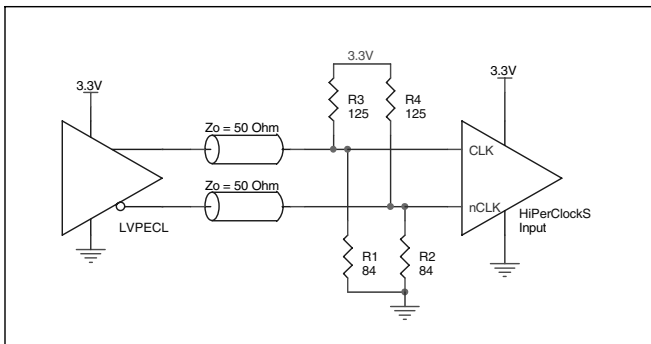 3.3V
3.3V
3.3V
R3
125
R4
125
Zo = 50 Ohm
CLK
Zo = 50 Ohm
nCLK
LVPECL
HiPerClockS
Input
R1
84
R2
84